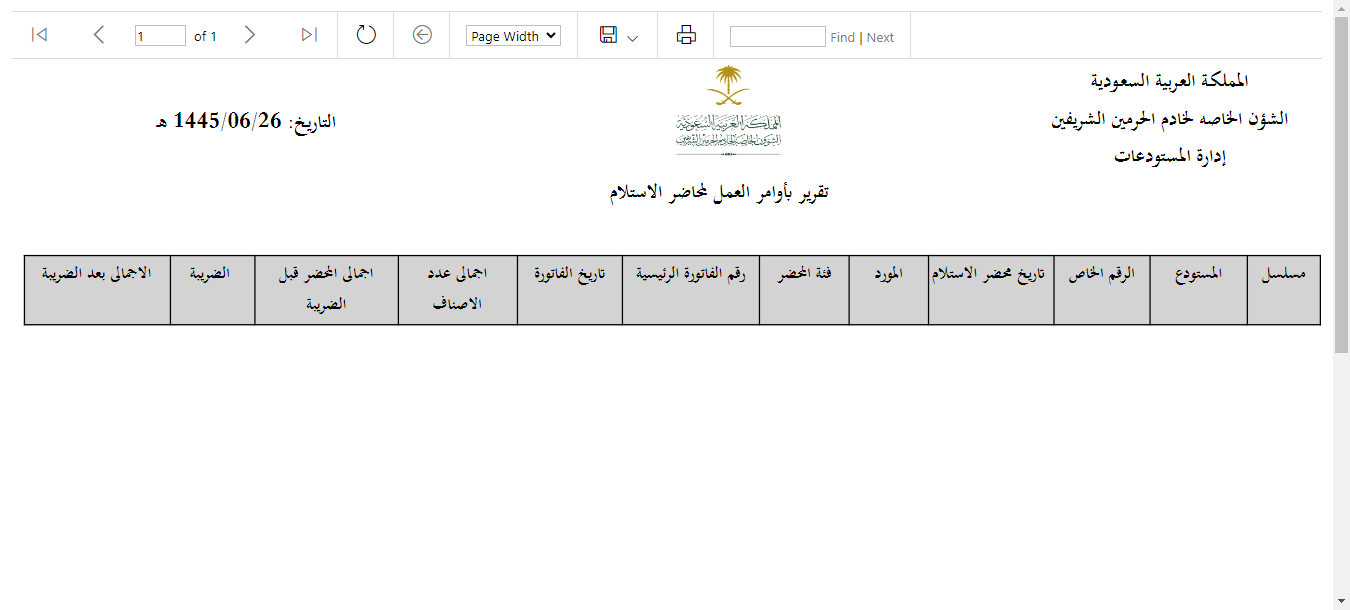 1 of 1 Page Width Find | Next
المملكة العربية السعودية
الشؤن الخاصه لخادم الحرمين الشريفين
إدارة المستودعات
المملكة العربية السعودية
الشؤون الخاصة لخادم الحرمين الشريفين
التاريخ: 1445/06/26 هـ
تقرير بأوامر العمل لمحاضر الاستلام
مسلسل
المستودع
الرقم الخاص
تاريخ محضر الاستلام
المورد
فئة المحضر
رقم الفاتورة الرئيسية
تاريخ الفاتورة
اجمالى عدد
الاصناف
اجمالى المحضر قبل
الضريبة
الضريبة
الاجمالى بعد الضريبة